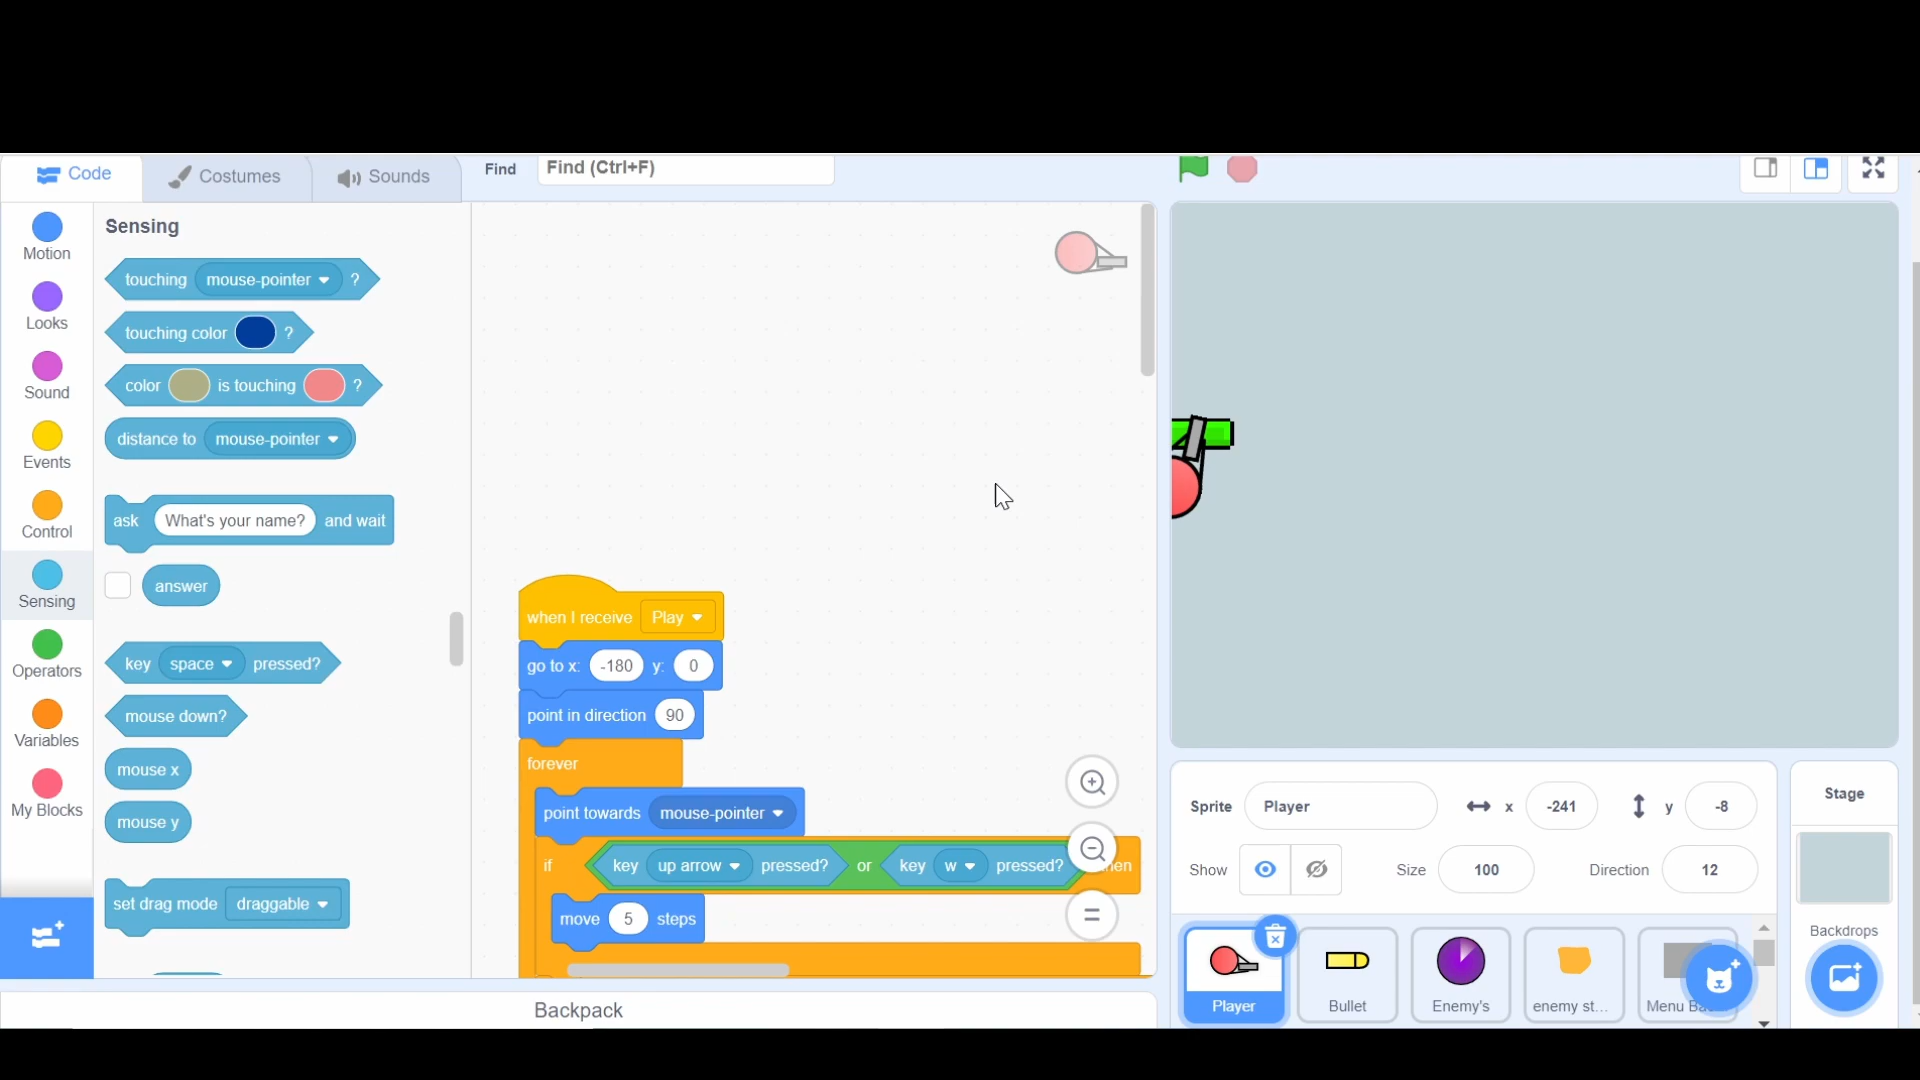 Code Costumes Sounds Find Find (Ctrl+F)
Motion
Looks
Sound
Events
Control
Sensing
Operators
Variables
My Blocks
Sensing
touching mouse-pointer ?
touching color ?
color is touching ?
distance to mouse-pointer
ask What's your name? and wait
answer
key space pressed?
mouse down?
mouse x
mouse y
set drag mode draggable
when I receive Play
go to x: -180 y: 0
point in direction 90
forever
point towards mouse-pointer
if key up arrow pressed? or key w pressed?
move 5 steps
Backpack
Sprite Player x -241 y -8
Show Size 100 Direction 12
Player
Bullet
Enemy's
enemy st...
Menu
Stage
Backdrops